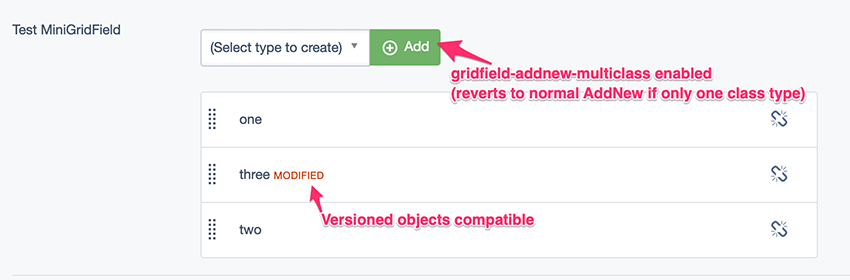 Test MiniGridField
(Select type to create)
Add
gridfield-addnew-multiclass enabled
(reverts to normal AddNew if only one class type)
one
three MODIFIED
Versioned objects compatible
two